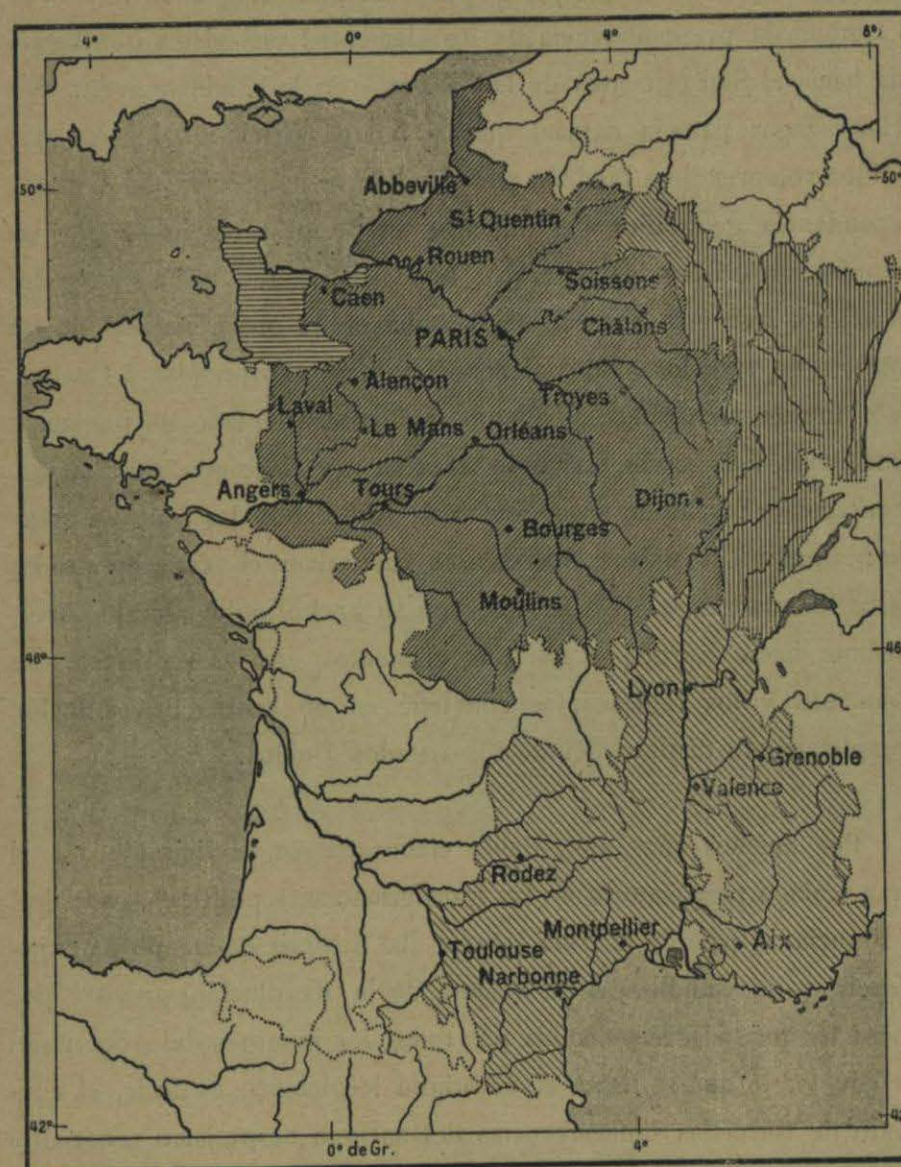 4° 0° 4° 8°
50° 50°
Abbeville
St Quentin
Rouen
Soissons
Caen
Châlons
PARIS
Alençon
Troyes
Laval
Le Mans Orléans
Angers Tours
Dijon
Bourges
Moulins
46° 46°
Lyon
Grenoble
Valence
Rodez
Montpellier
Aix
Toulouse
Narbonne
42° 42°
0° de Gr. 4°